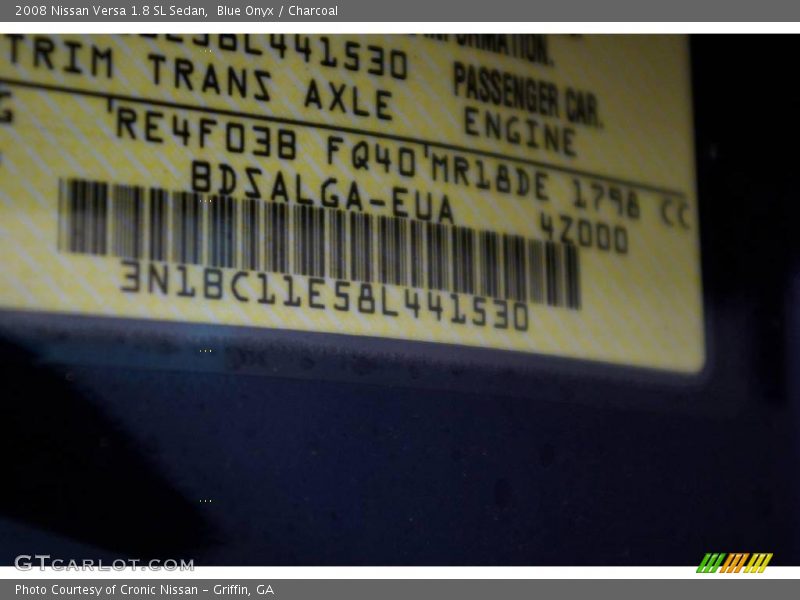 2008 Nissan Versa 1.8 SL Sedan, Blue Onyx / Charcoal
58L441530
TRIM TRANS AXLE
PASSENGER CAR.
ENGINE
RE4F03B FQ40 MR18DE 1798 CC
BDSALGA-EUA 4Z000
3N1BC11E58L441530
GTCARLOT.COM
Photo Courtesy of Cronic Nissan – Griffin, GA